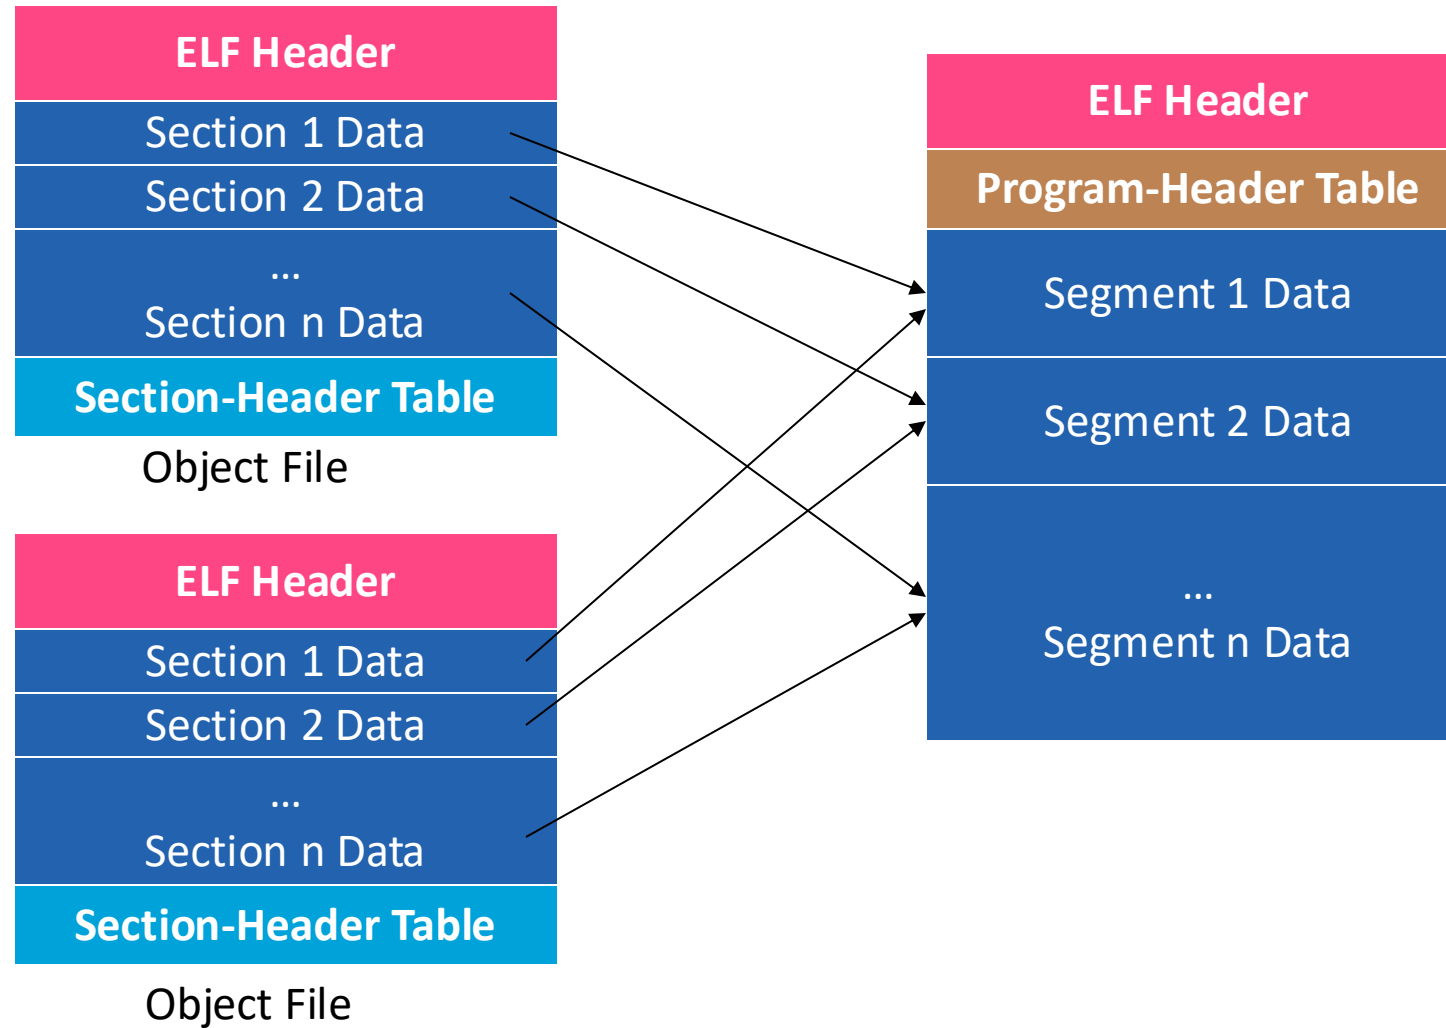 ELF Header
Section 1 Data
Section 2 Data
...
Section n Data
Section-Header Table
Object File
ELF Header
Section 1 Data
Section 2 Data
...
Section n Data
Section-Header Table
Object File
ELF Header
Program-Header Table
Segment 1 Data
Segment 2 Data
...
Segment n Data